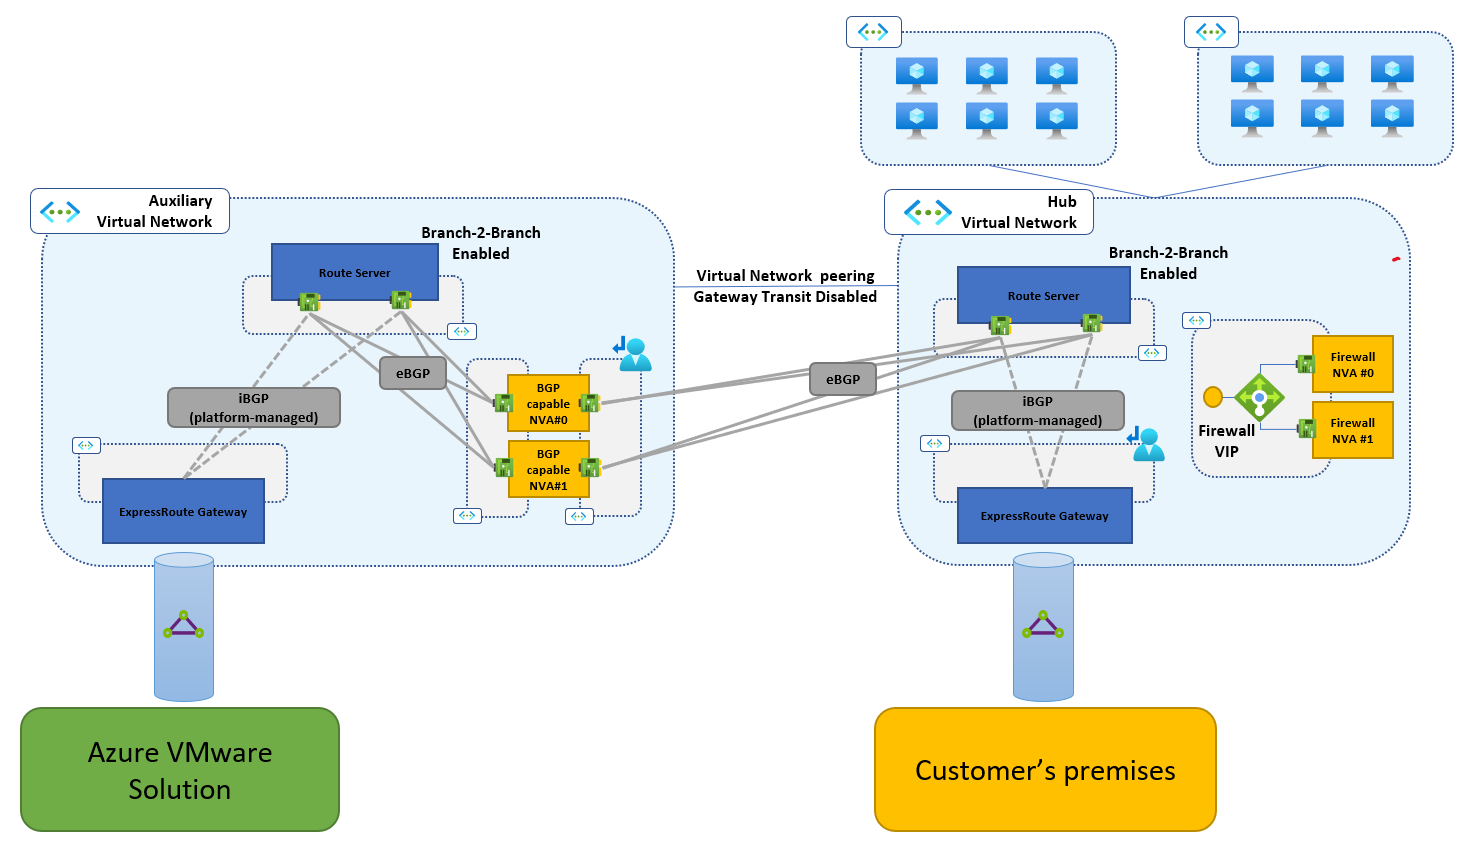 Auxiliary
Virtual Network
Branch-2-Branch
Enabled
Route Server
eBGP
iBGP
(platform-managed)
BGP
capable
NVA#0
BGP
capable
NVA#1
ExpressRoute Gateway
Azure VMware
Solution
Virtual Network  peering
Gateway Transit Disabled
eBGP
Hub
Virtual Network
Branch-2-Branch
Enabled
Route Server
iBGP
(platform-managed)
ExpressRoute Gateway
Firewall
VIP
Firewall
NVA #0
Firewall
NVA #1
Customer’s premises